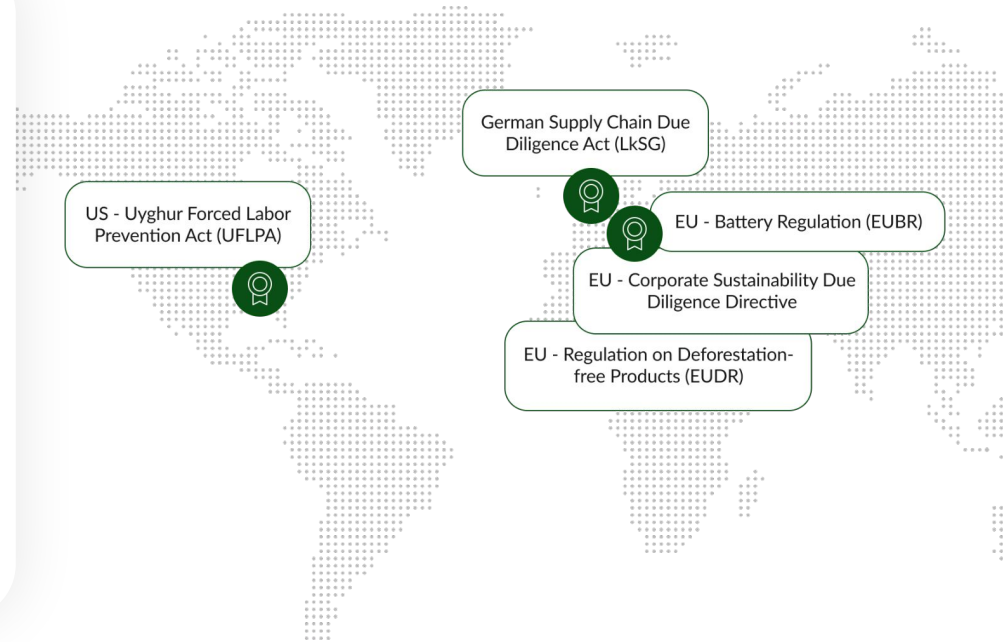 German Supply Chain Due
Diligence Act (LkSG)
US - Uyghur Forced Labor
Prevention Act (UFLPA)
EU - Battery Regulation (EUBR)
EU - Corporate Sustainability Due
Diligence Directive
EU - Regulation on Deforestation-
free Products (EUDR)